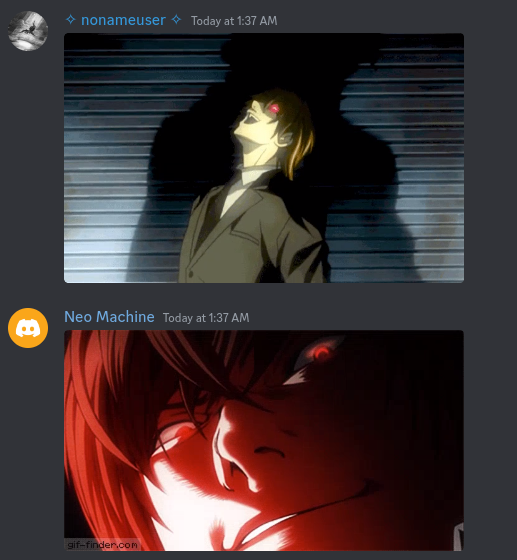 ✧ nonameuser ✧ Today at 1:37 AM
Neo Machine Today at 1:37 AM
gif-finder.com